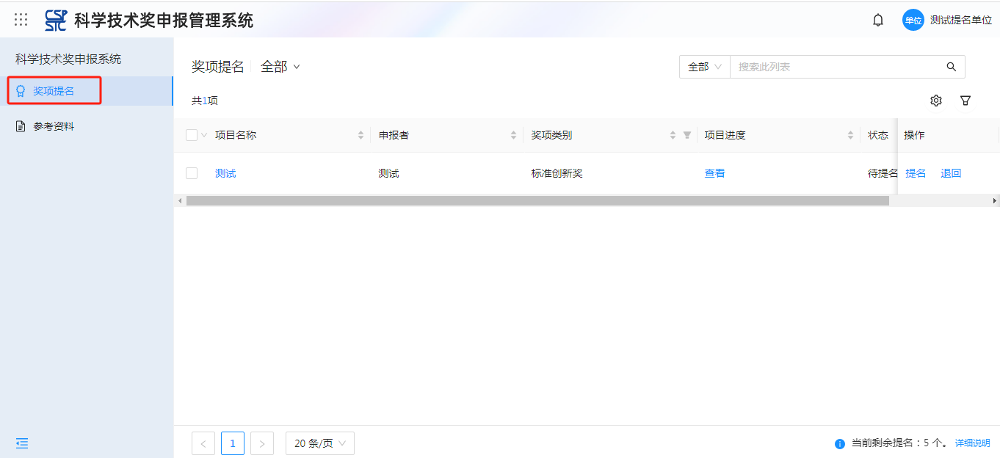 CSP
STC
科学技术奖申报管理系统
单位
测试提名单位
科学技术奖申报系统
奖项提名
参考资料
奖项提名 全部
全部 搜索此列表
共1项
项目名称 申报者 奖项类别 项目进度 状态 操作
测试 测试 标准创新奖 查看 待提名 提名 退回
< 1 > 20 条/页
当前剩余提名：5 个。 详细说明